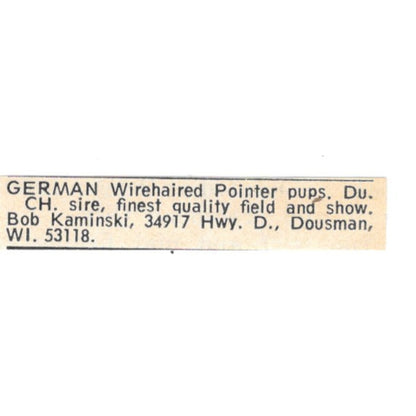 GERMAN Wirehaired Pointer pups. Du.
CH. sire, finest quality field and show.
Bob Kaminski, 34917 Hwy. D., Dousman,
WI. 53118.